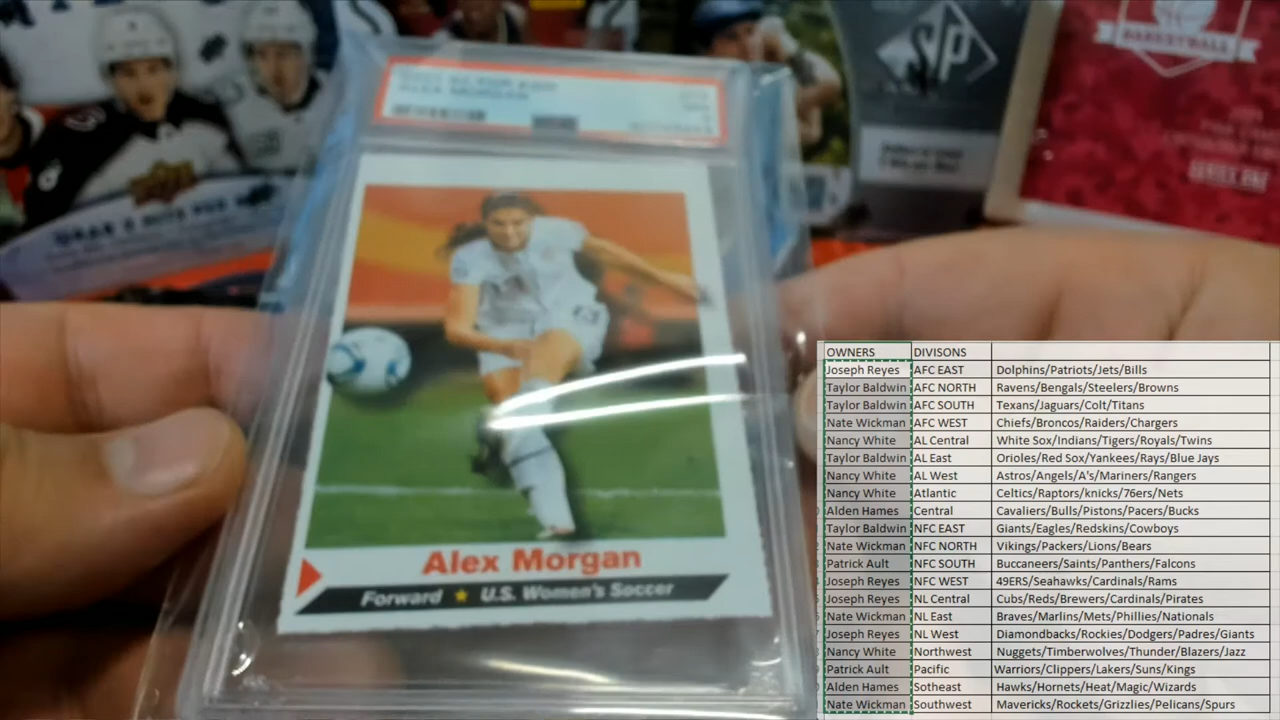 ALEX MORGAN
SP
BASKETBALL
Alex Morgan
Forward ★ U.S. Women's Soccer
OWNERS DIVISONS
Joseph Reyes AFC EAST Dolphins/Patriots/Jets/Bills
Taylor Baldwin AFC NORTH Ravens/Bengals/Steelers/Browns
Taylor Baldwin AFC SOUTH Texans/Jaguars/Colt/Titans
Nate Wickman AFC WEST Chiefs/Broncos/Raiders/Chargers
Nancy White AL Central White Sox/Indians/Tigers/Royals/Twins
Taylor Baldwin AL East Orioles/Red Sox/Yankees/Rays/Blue Jays
Nancy White AL West Astros/Angels/A's/Mariners/Rangers
Nancy White Atlantic Celtics/Raptors/knicks/76ers/Nets
Alden Hames Central Cavaliers/Bulls/Pistons/Pacers/Bucks
Taylor Baldwin NFC EAST Giants/Eagles/Redskins/Cowboys
Nate Wickman NFC NORTH Vikings/Packers/Lions/Bears
Patrick Ault NFC SOUTH Buccaneers/Saints/Panthers/Falcons
Joseph Reyes NFC WEST 49ERS/Seahawks/Cardinals/Rams
Joseph Reyes NL Central Cubs/Reds/Brewers/Cardinals/Pirates
Nate Wickman NL East Braves/Marlins/Mets/Phillies/Nationals
Joseph Reyes NL West Diamondbacks/Rockies/Dodgers/Padres/Giants
Nancy White Northwest Nuggets/Timberwolves/Thunder/Blazers/Jazz
Patrick Ault Pacific Warriors/Clippers/Lakers/Suns/Kings
Alden Hames Sotheast Hawks/Hornets/Heat/Magic/Wizards
Nate Wickman Southwest Mavericks/Rockets/Grizzlies/Pelicans/Spurs